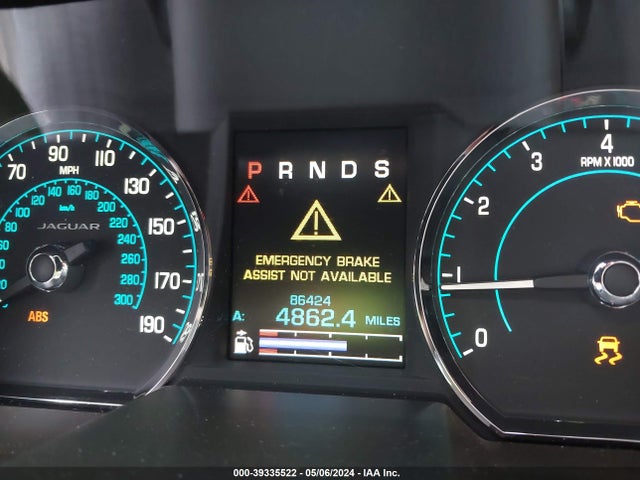 70 90 110 130 150 170 190
MPH
km/h
80 100 120 140 160 180 200 220 240 260 280 300
JAGUAR
ABS
P R N D S
EMERGENCY BRAKE
ASSIST NOT AVAILABLE
86424
A: 4862.4 MILES
0 1 2 3 4
RPM X 1000
000-39335522 - 05/06/2024 - IAA Inc.